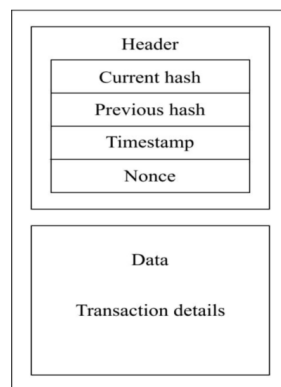 Header
Current hash
Previous hash
Timestamp
Nonce
Data
Transaction details